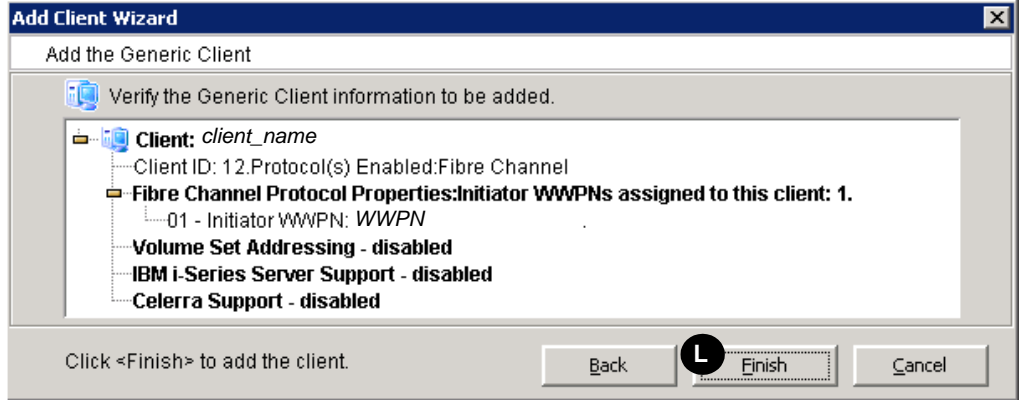 Add Client Wizard
Add the Generic Client
Verify the Generic Client information to be added.
Client: client_name
Client ID: 12.Protocol(s) Enabled:Fibre Channel
Fibre Channel Protocol Properties:Initiator WWPNs assigned to this client: 1.
01 - Initiator WWPN: WWPN .
Volume Set Addressing - disabled
IBM i-Series Server Support - disabled
Celerra Support - disabled
Click <Finish> to add the client.
Back L Finish Cancel